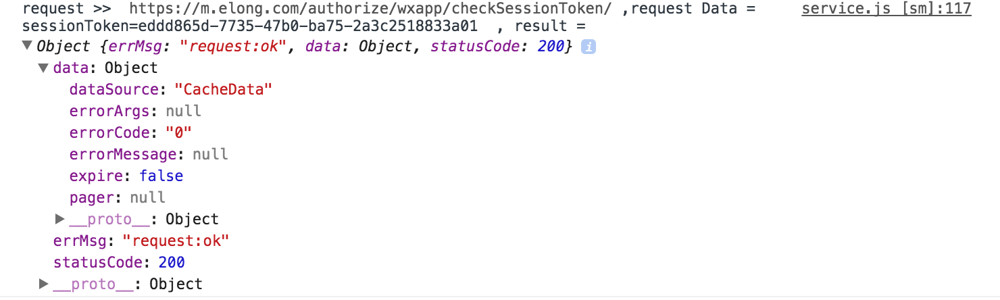 request >>  https://m.elong.com/authorize/wxapp/checkSessionToken/ ,request Data = service.js [sm]:117
sessionToken=eddd865d-7735-47b0-ba75-2a3c2518833a01  , result =
▼Object {errMsg: "request:ok", data: Object, statusCode: 200} i
▼data: Object
dataSource: "CacheData"
errorArgs: null
errorCode: "0"
errorMessage: null
expire: false
pager: null
▶__proto__: Object
errMsg: "request:ok"
statusCode: 200
▶__proto__: Object